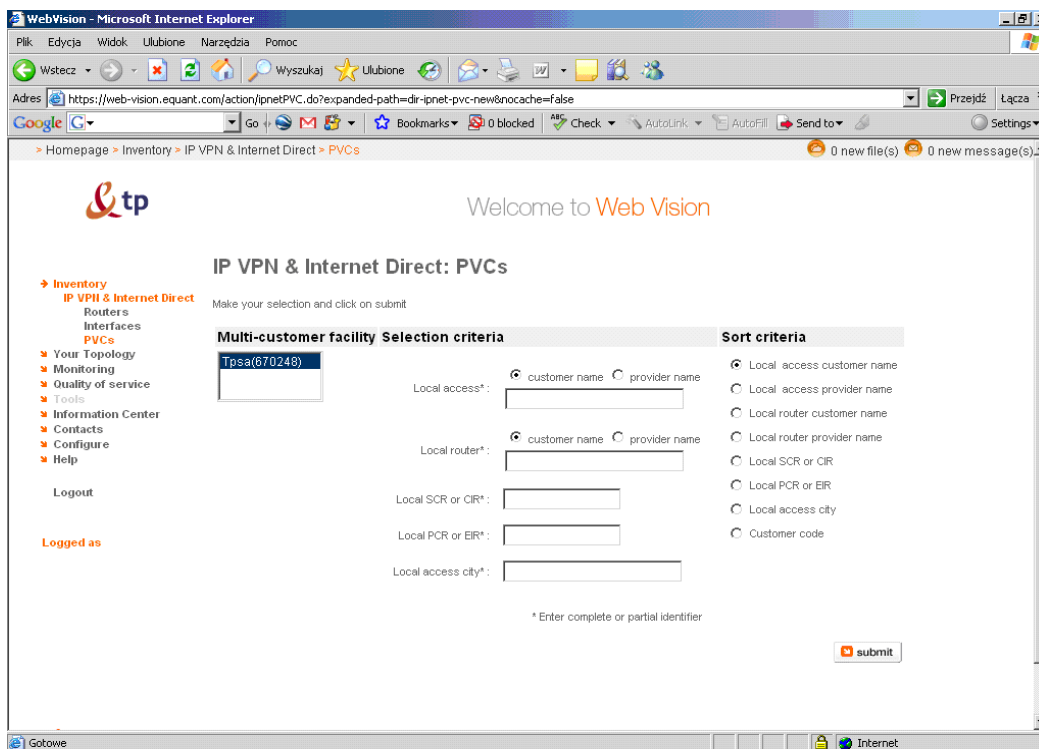 WebVision - Microsoft Internet Explorer
Plik Edycja Widok Ulubione Narzędzia Pomoc
Wstecz Wyszukaj Ulubione
Adres https://web-vision.equant.com/action/ipnetPVC.do?expanded-path=dir-ipnet-pvc-new&nocache=false Przejdź Łącza
Google G Go Bookmarks 0 blocked ABC Check AutoLink AutoFill Send to Settings
> Homepage > Inventory > IP VPN & Internet Direct > PVCs 0 new file(s) 0 new message(s)
tp
Welcome to Web Vision
IP VPN & Internet Direct: PVCs
Make your selection and click on submit
Inventory
IP VPN & Internet Direct
Routers
Interfaces
PVCs
Your Topology
Monitoring
Quality of service
Tools
Information Center
Contacts
Configure
Help
Logout
Logged as
Multi-customer facility
Tpsa(670248)
Selection criteria
customer name provider name
Local access* :
customer name provider name
Local router* :
Local SCR or CIR* :
Local PCR or EIR* :
Local access city* :
* Enter complete or partial identifier
Sort criteria
Local access customer name
Local access provider name
Local router customer name
Local router provider name
Local SCR or CIR
Local PCR or EIR
Local access city
Customer code
submit
Gotowe Internet